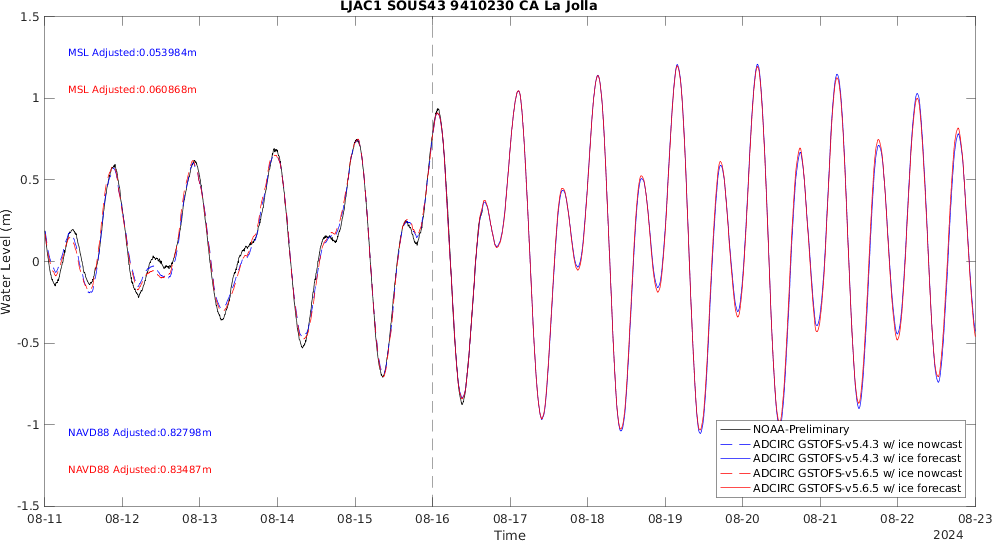 LJAC1 SOUS43 9410230 CA La Jolla
1.5
1
0.5
0
-0.5
-1
-1.5
Water Level (m)
MSL Adjusted:0.053984m
MSL Adjusted:0.060868m
NAVD88 Adjusted:0.82798m
NAVD88 Adjusted:0.83487m
NOAA-Preliminary
ADCIRC GSTOFS-v5.4.3 w/ ice nowcast
ADCIRC GSTOFS-v5.4.3 w/ ice forecast
ADCIRC GSTOFS-v5.6.5 w/ ice nowcast
ADCIRC GSTOFS-v5.6.5 w/ ice forecast
08-11 08-12 08-13 08-14 08-15 08-16 08-17 08-18 08-19 08-20 08-21 08-22 08-23
Time
2024